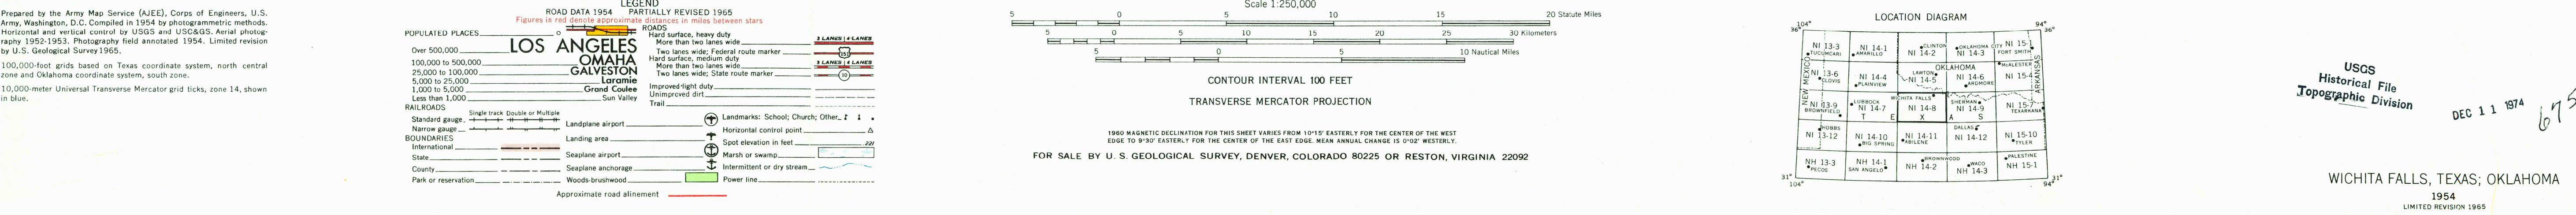 Prepared by the Army Map Service (AJEE), Corps of Engineers, U.S.
Army, Washington, D.C. Compiled in 1954 by photogrammetric methods.
Horizontal and vertical control by USGS and USC&GS. Aerial photog-
raphy 1952-1953. Photography field annotated 1954. Limited revision
by U.S. Geological Survey 1965.
100,000-foot grids based on Texas coordinate system, north central
zone and Oklahoma coordinate system, south zone.
10,000-meter Universal Transverse Mercator grid ticks, zone 14, shown
in blue.
LEGEND
ROAD DATA 1954 PARTIALLY REVISED 1965
Figures in red denote approximate distances in miles between stars
POPULATED PLACES
Over 500,000 LOS ANGELES
100,000 to 500,000 OMAHA
25,000 to 100,000 GALVESTON
5,000 to 25,000 Laramie
1,000 to 5,000 Grand Coulee
Less than 1,000 Sun Valley
RAILROADS
Single track Double or Multiple
Standard gauge
Narrow gauge
BOUNDARIES
International
State
County
Park or reservation
Landplane airport
Landing area
Seaplane airport
Seaplane anchorage
Woods-brushwood
ROADS
Hard surface, heavy duty
More than two lanes wide 3 LANES 4 LANES
Two lanes wide; Federal route marker
Hard surface, medium duty
More than two lanes wide 3 LANES 4 LANES
Two lanes wide; State route marker 10
Improved light duty
Unimproved dirt
Trail
Landmarks: School; Church; Other
Horizontal control point
Spot elevation in feet 221
Marsh or swamp
Intermittent or dry stream
Power line
Approximate road alinement
Scale 1:250,000
5 0 5 10 15 20 Statute Miles
5 0 5 10 15 20 25 30 Kilometers
5 0 5 10 Nautical Miles
CONTOUR INTERVAL 100 FEET
TRANSVERSE MERCATOR PROJECTION
1960 MAGNETIC DECLINATION FOR THIS SHEET VARIES FROM 10°15' EASTERLY FOR THE CENTER OF THE WEST
EDGE TO 9°30' EASTERLY FOR THE CENTER OF THE EAST EDGE. MEAN ANNUAL CHANGE IS 0°02' WESTERLY.
FOR SALE BY U. S. GEOLOGICAL SURVEY, DENVER, COLORADO 80225 OR RESTON, VIRGINIA 22092
LOCATION DIAGRAM
104° 94°
36° 36°
NI 13-3 TUCUMCARI NI 14-1 AMARILLO CLINTON NI 14-2 OKLAHOMA CITY NI 14-3 NI 15-1 FORT SMITH
NEW MEXICO OKLAHOMA ARKANSAS
NI 13-6 CLOVIS NI 14-4 PLAINVIEW LAWTON NI 14-5 NI 14-6 ARDMORE McALESTER NI 15-4
NI 13-9 BROWNFIELD LUBBOCK NI 14-7 WICHITA FALLS NI 14-8 SHERMAN NI 14-9 NI 15-7 TEXARKANA
T E X A S
HOBBS NI 13-12 NI 14-10 BIG SPRING NI 14-11 ABILENE DALLAS NI 14-12 NI 15-10 TYLER
NH 13-3 PECOS NH 14-1 SAN ANGELO BROWNWOOD NH 14-2 WACO NH 14-3 PALESTINE NH 15-1
31° 31°
104° 94°
USGS
Historical File
Topographic Division
DEC 11 1974
WICHITA FALLS, TEXAS; OKLAHOMA
1954
LIMITED REVISION 1965